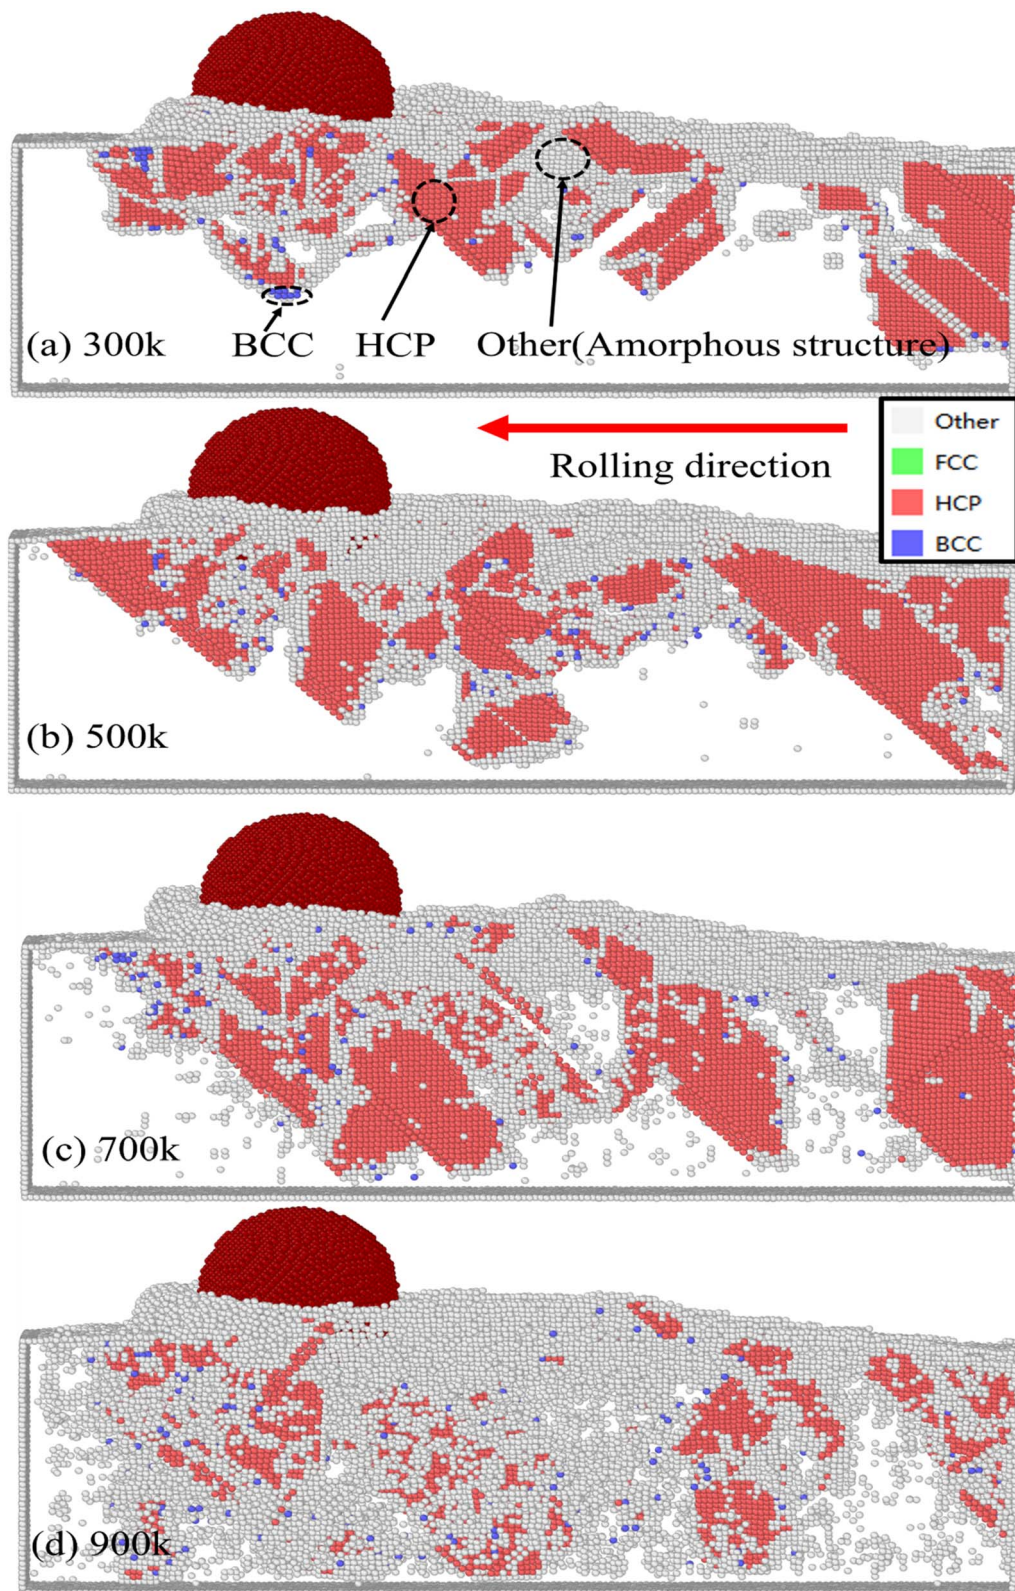 (a) 300k
BCC
HCP
Other(Amorphous structure)
Rolling direction
Other
FCC
HCP
BCC
(b) 500k
(c) 700k
(d) 900k